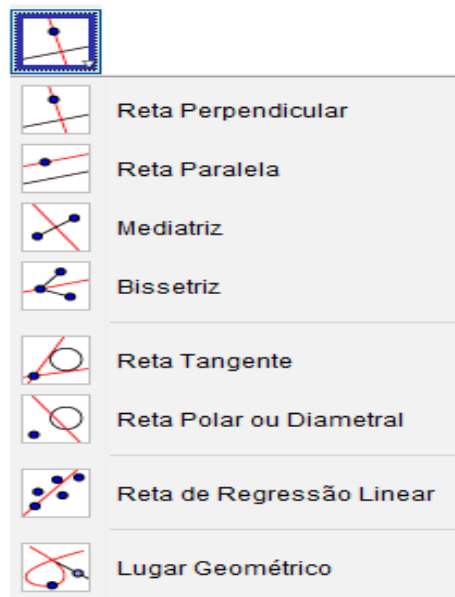 Reta Perpendicular
Reta Paralela
Mediatriz
Bissetriz
Reta Tangente
Reta Polar ou Diametral
Reta de Regressão Linear
Lugar Geométrico